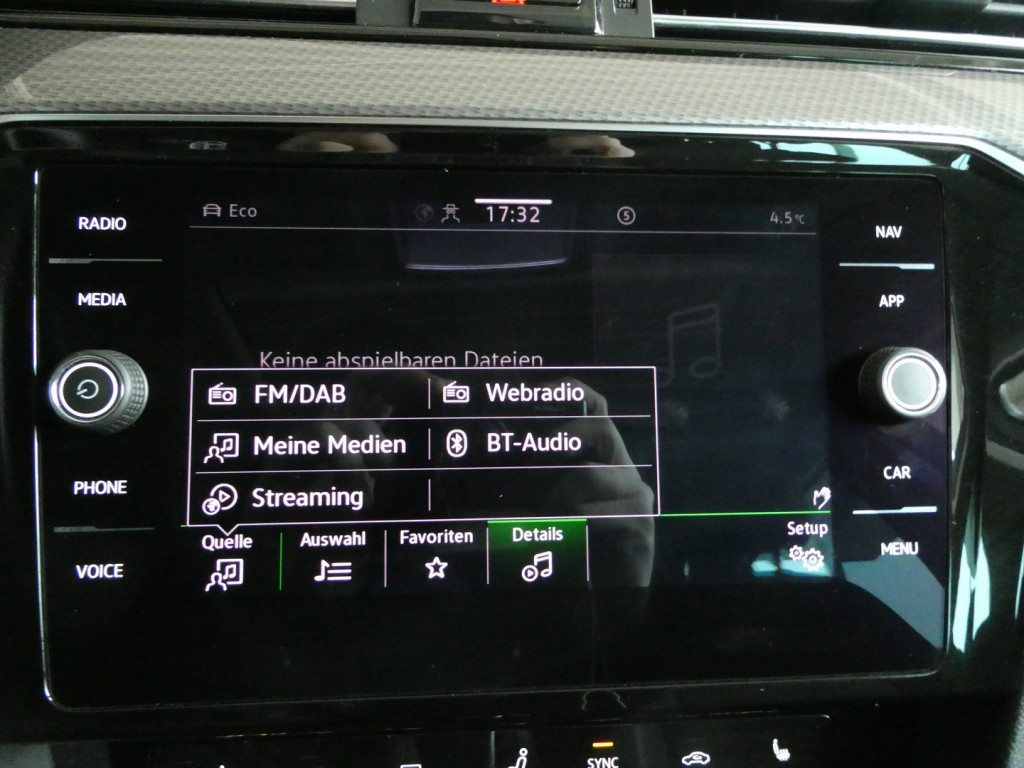 RADIO
MEDIA
PHONE
VOICE
Eco
17:32
5
4.5°C
Keine abspielbaren Dateien
FM/DAB Webradio
Meine Medien BT-Audio
Streaming
Quelle Auswahl Favoriten Details Setup
NAV
APP
CAR
MENU
SYNC